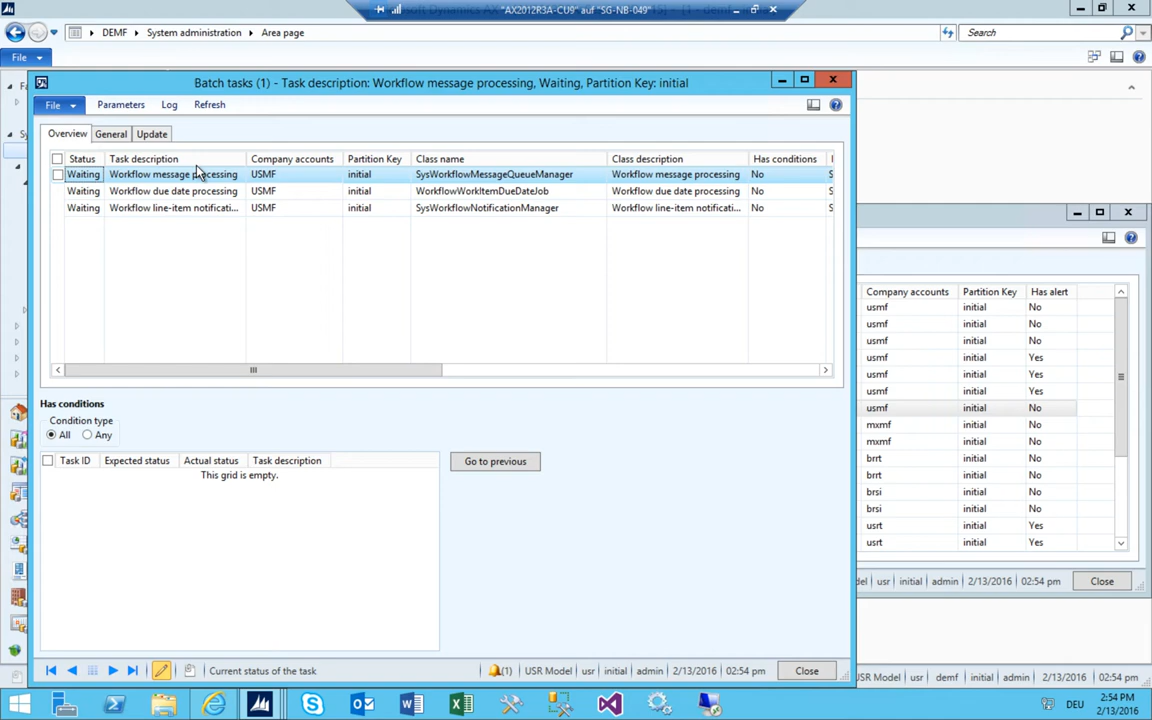 "AX2012R3A-CU9" auf "SG-NB-049"
DEMF System administration Area page
Search
File
Batch tasks (1) - Task description: Workflow message processing, Waiting, Partition Key: initial
File Parameters Log Refresh
Overview General Update
Status Task description Company accounts Partition Key Class name Class description Has conditions
Waiting Workflow message processing USMF initial SysWorkflowMessageQueueManager Workflow message processing No S
Waiting Workflow due date processing USMF initial WorkflowWorkItemDueDateJob Workflow due date processing No S
Waiting Workflow line-item notificati... USMF initial SysWorkflowNotificationManager Workflow line-item notificati... No S
Has conditions
Condition type
All Any
Task ID Expected status Actual status Task description
This grid is empty.
Go to previous
Company accounts Partition Key Has alert
usmf initial No
usmf initial No
usmf initial No
usmf initial Yes
usmf initial Yes
usmf initial Yes
usmf initial No
mxmf initial No
mxmf initial No
brrt initial No
brrt initial No
brsi initial No
brsi initial No
usrt initial Yes
usrt initial Yes
usr initial admin 2/13/2016 02:54 pm Close
Current status of the task (1) USR Model usr initial admin 2/13/2016 02:54 pm Close
USR Model usr demf initial admin 2/13/2016 02:54 pm
DEU 2:54 PM
2/13/2016